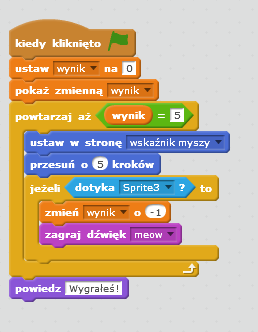 kiedy kliknięto
ustaw wynik na 0
pokaż zmienną wynik
powtarzaj aż wynik = 5
ustaw w stronę wskaźnik myszy
przesuń o 5 kroków
jeżeli dotyka Sprite3 ? to
zmień wynik o -1
zagraj dźwięk meow
powiedz Wygrałeś!